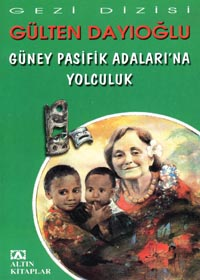 GEZİ DİZİSİ
GÜLTEN DAYIOĞLU
GÜNEY PASİFİK ADALARI'NA
YOLCULUK
ALTIN
KİTAPLAR